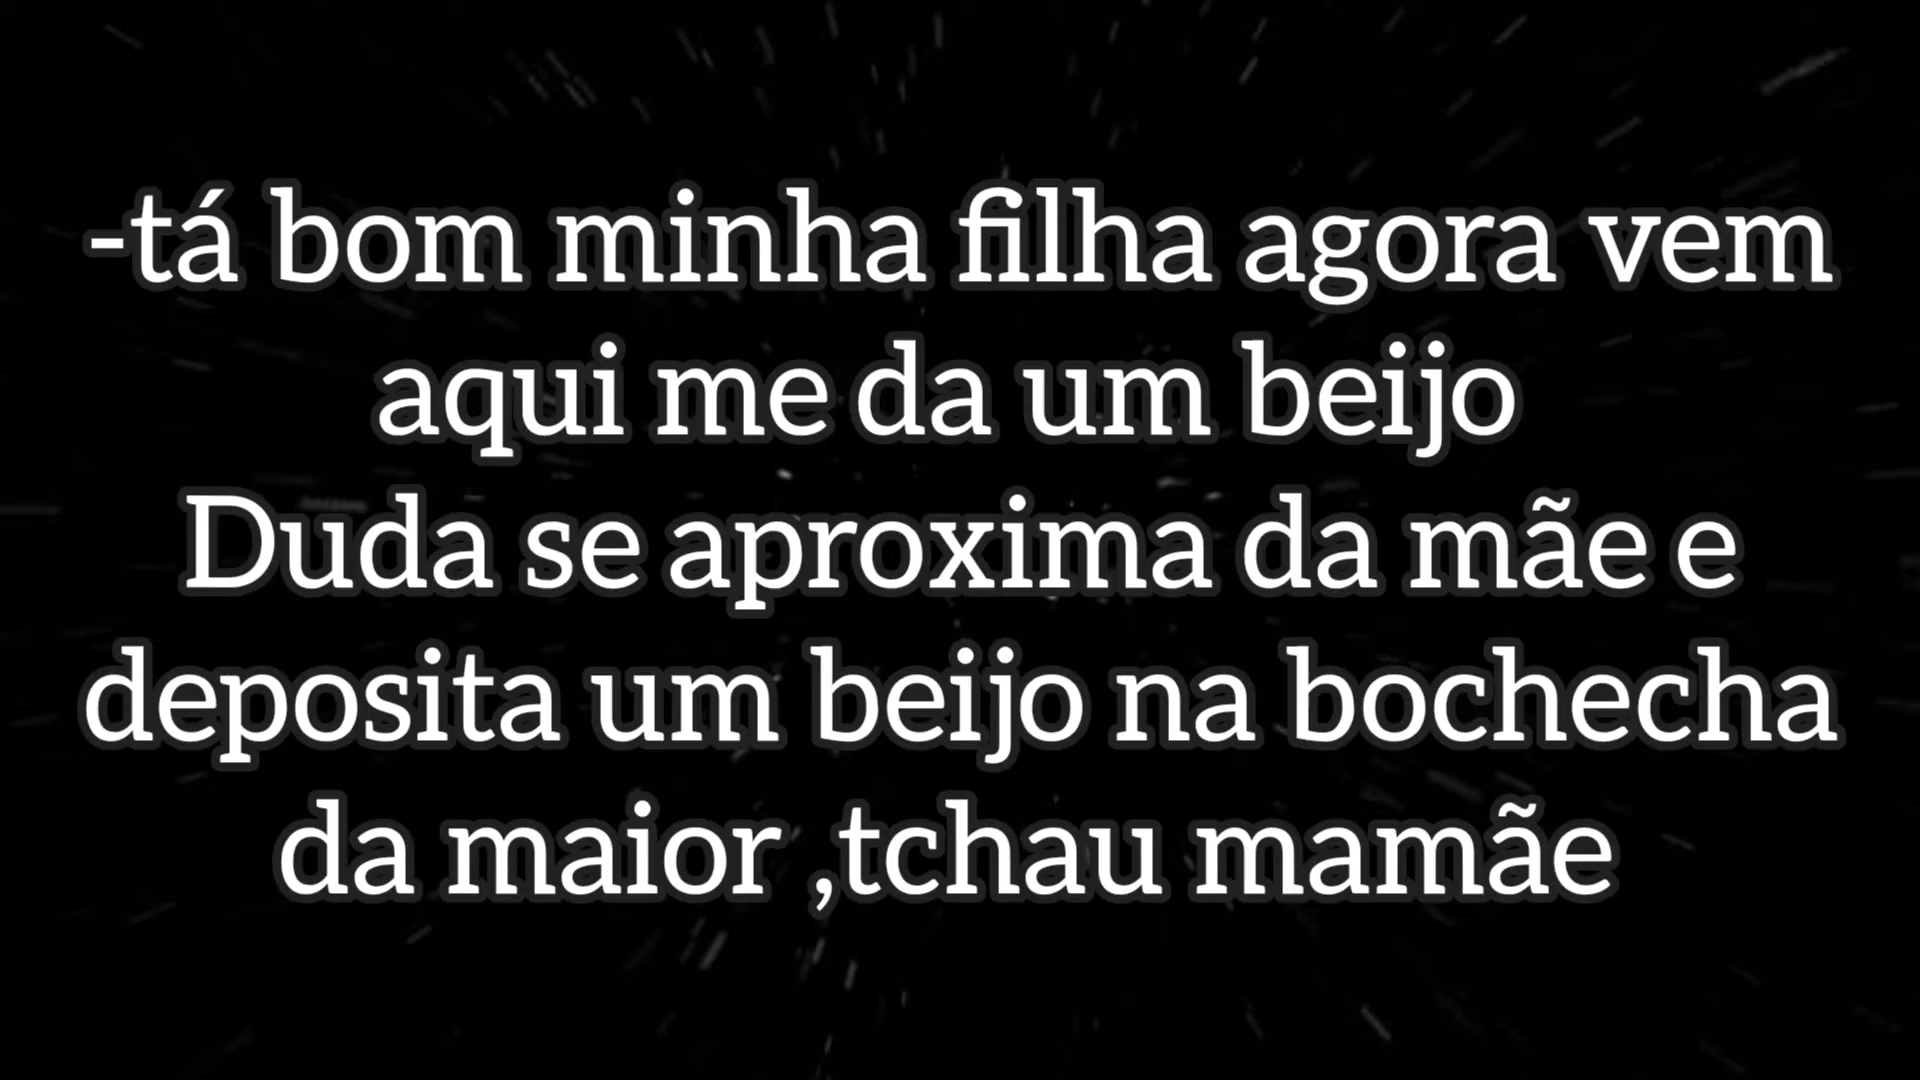 -tá bom minha filha agora vem
aqui me da um beijo
Duda se aproxima da mãe e
deposita um beijo na bochecha
da maior ,tchau mamãe